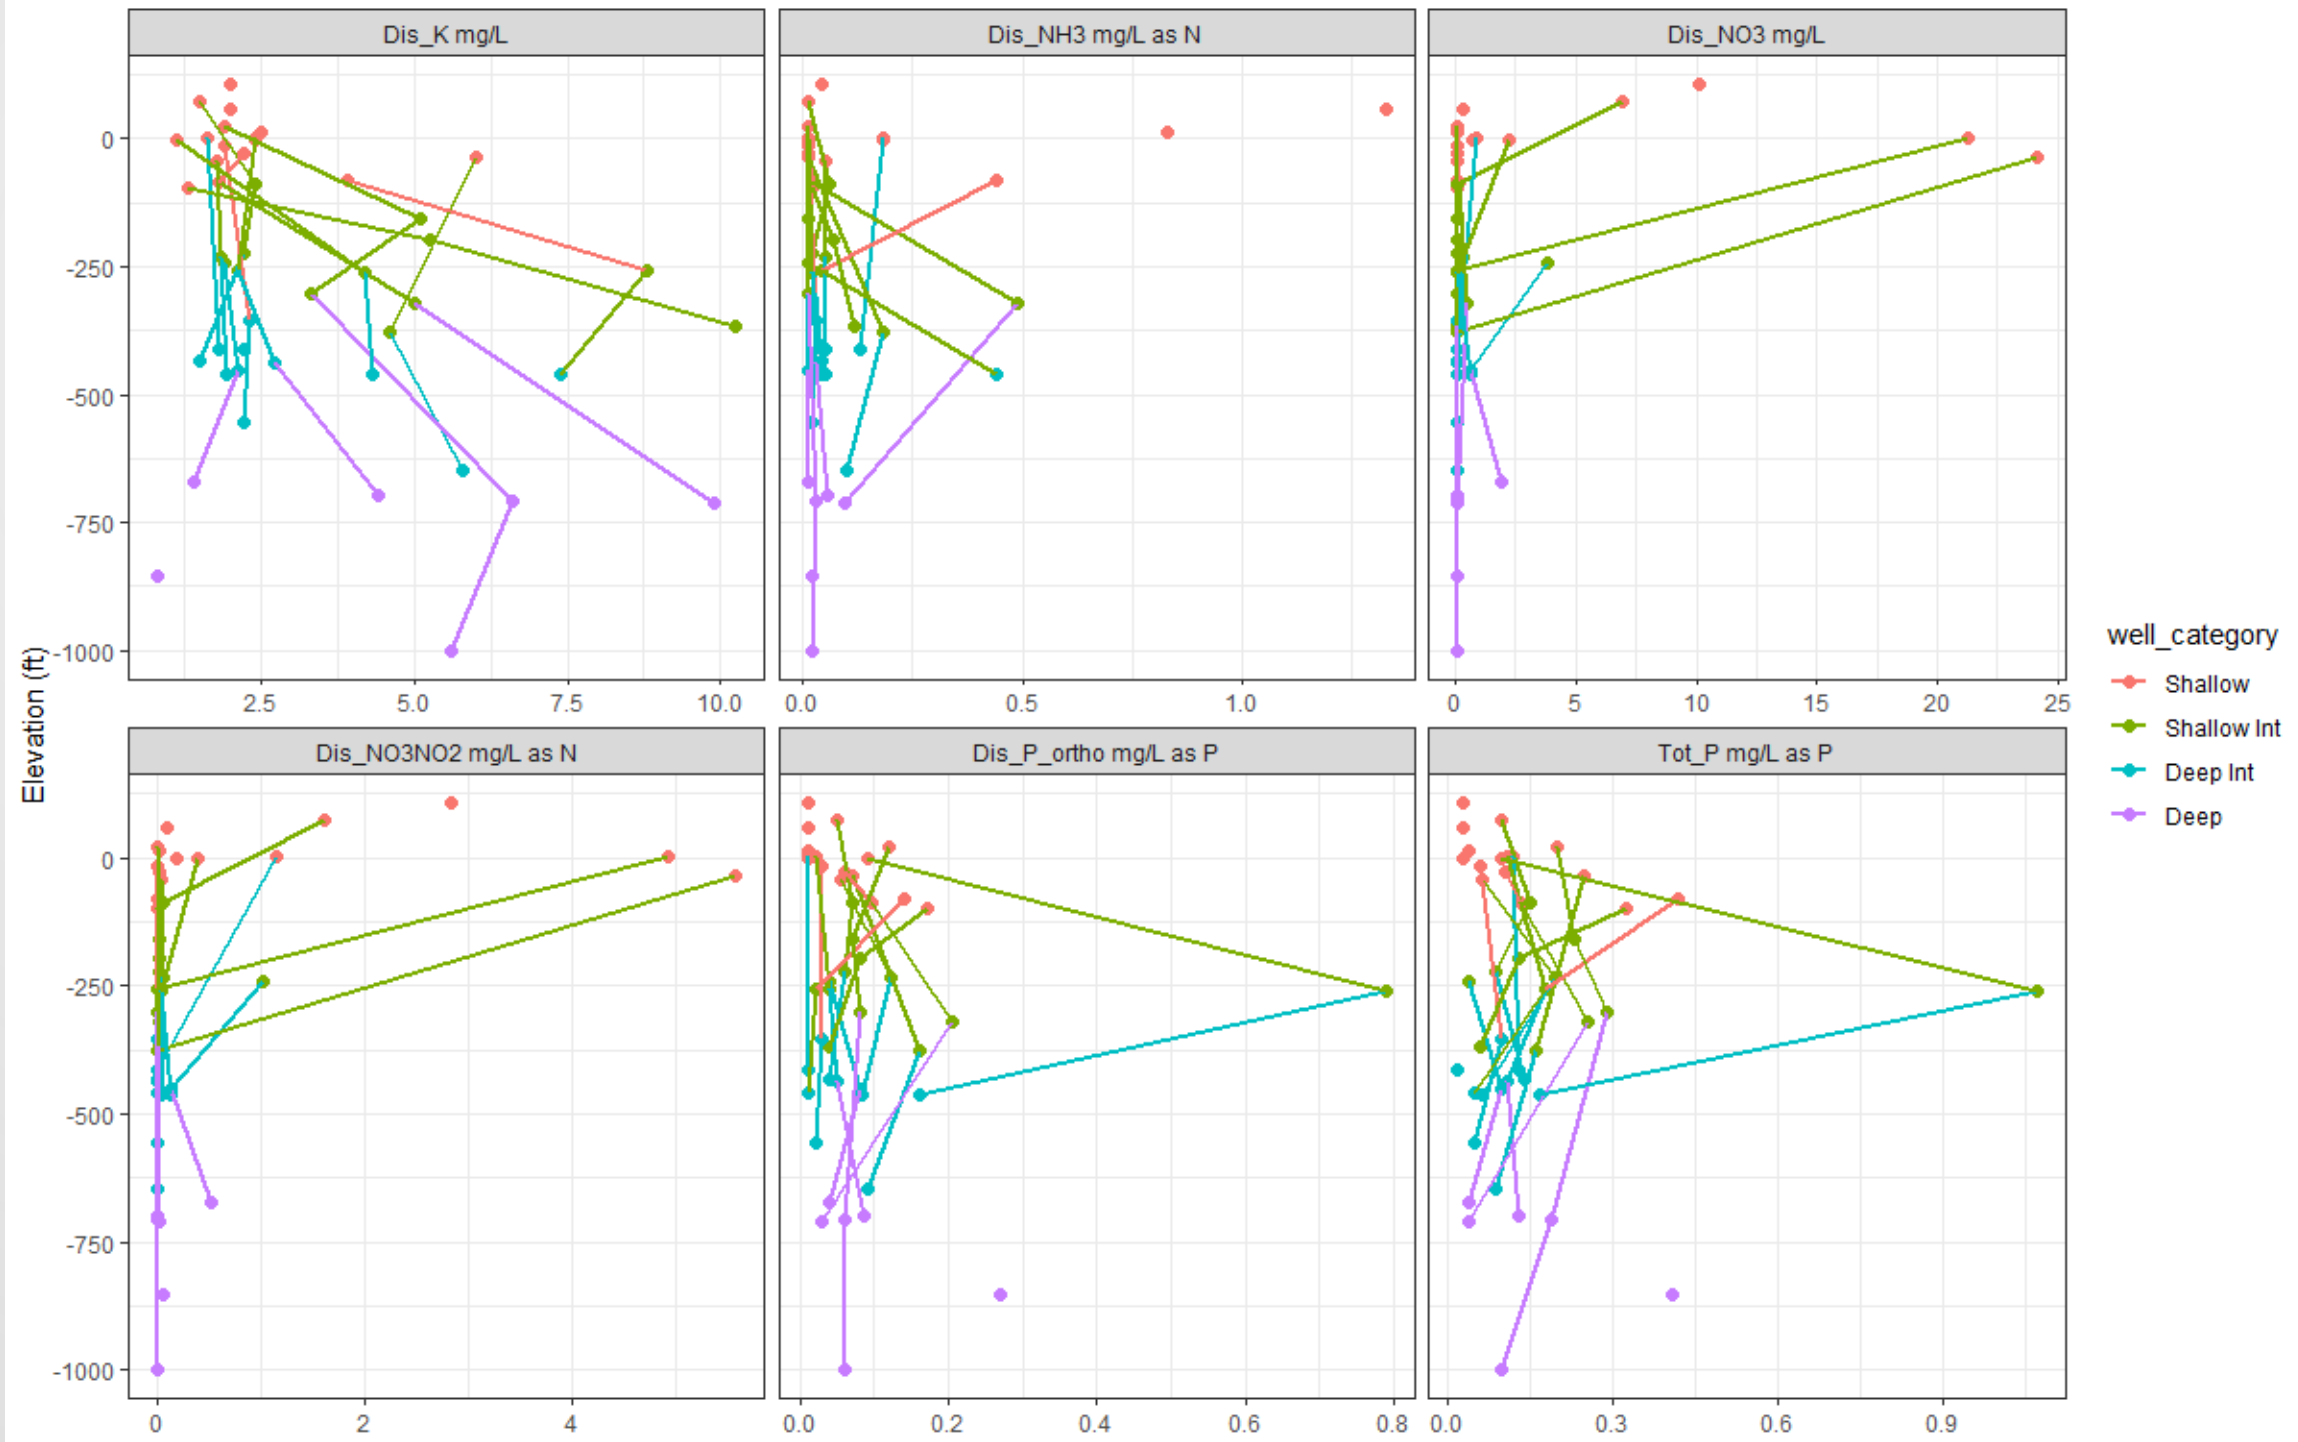 Dis_K mg/L
Dis_NH3 mg/L as N
Dis_NO3 mg/L
0
-250
-500
-750
-1000
2.5 5.0 7.5 10.0
0.0 0.5 1.0
0 5 10 15 20 25
Elevation (ft)
Dis_NO3NO2 mg/L as N
Dis_P_ortho mg/L as P
Tot_P mg/L as P
0
-250
-500
-750
-1000
0 2 4
0.0 0.2 0.4 0.6 0.8
0.0 0.3 0.6 0.9
well_category
Shallow
Shallow Int
Deep Int
Deep